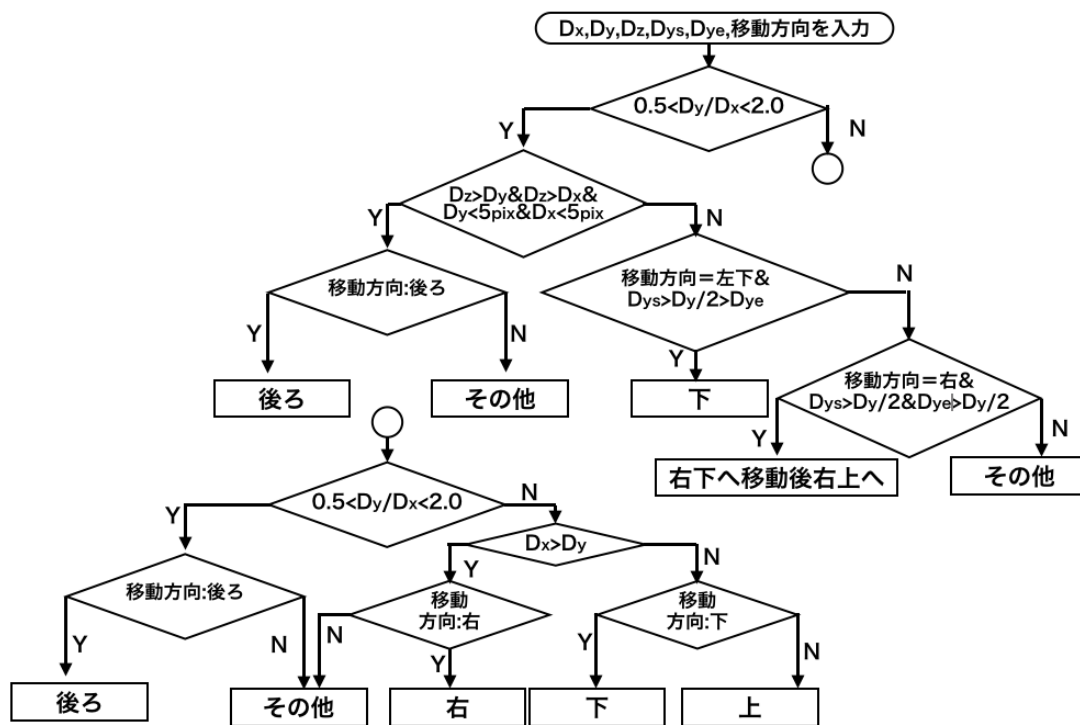 Dx,Dy,Dz,Dys,Dye,移動方向を入力
0.5<Dy/Dx<2.0
Y
N
Dz>Dy&Dz>Dx&
Dy<5pix&Dx<5pix
Y
N
移動方向:後ろ
移動方向＝左下&
Dys>Dy/2>Dye
N
Y
N
Y
移動方向＝右&
Dys>Dy/2&Dye>Dy/2
後ろ
その他
下
Y
N
右下へ移動後右上へ
その他
0.5<Dy/Dx<2.0
Y
N
Dx>Dy
Y
N
移動方向:後ろ
移動
方向:右
移動
方向:下
Y
N
N
Y
Y
N
後ろ
その他
右
下
上